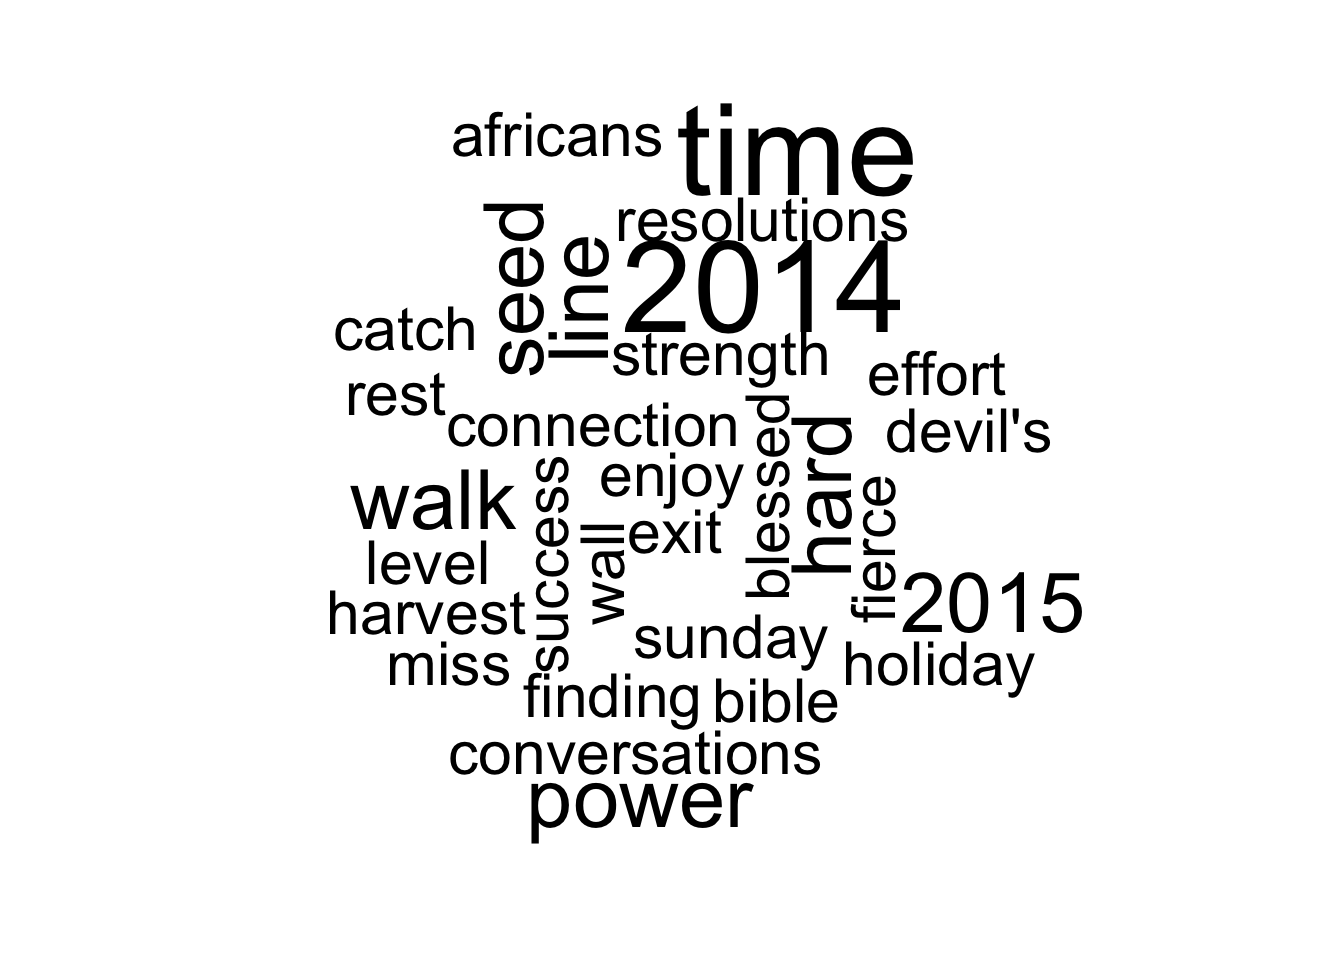 africans
time
resolutions
seed
line
2014
catch
strength
effort
rest
connection
devil's
blessed
hard
enjoy
walk
success
exit
wall
fierce
level
2015
harvest
sunday
miss
holiday
finding
bible
conversations
power